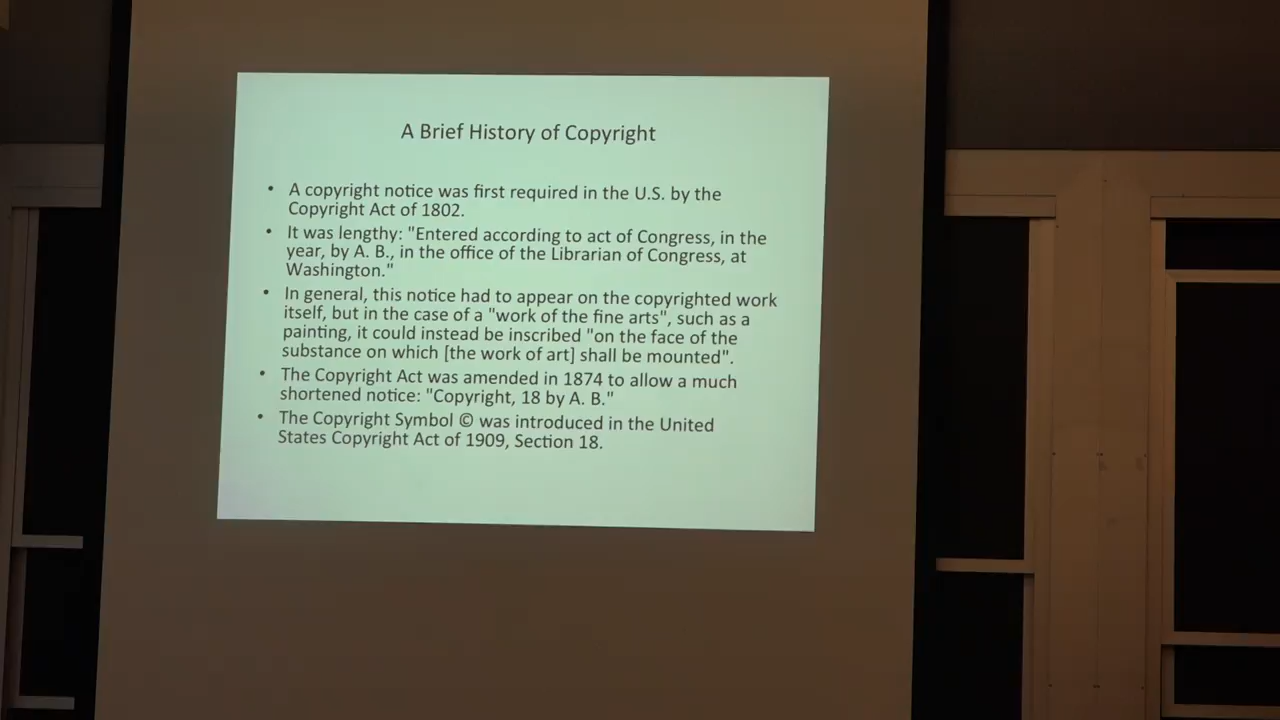 A Brief History of Copyright
• A copyright notice was first required in the U.S. by the
Copyright Act of 1802.
• It was lengthy: "Entered according to act of Congress, in the
year, by A. B., in the office of the Librarian of Congress, at
Washington."
• In general, this notice had to appear on the copyrighted work
itself, but in the case of a "work of the fine arts", such as a
painting, it could instead be inscribed "on the face of the
substance on which [the work of art] shall be mounted".
• The Copyright Act was amended in 1874 to allow a much
shortened notice: "Copyright, 18 by A. B."
• The Copyright Symbol © was introduced in the United
States Copyright Act of 1909, Section 18.